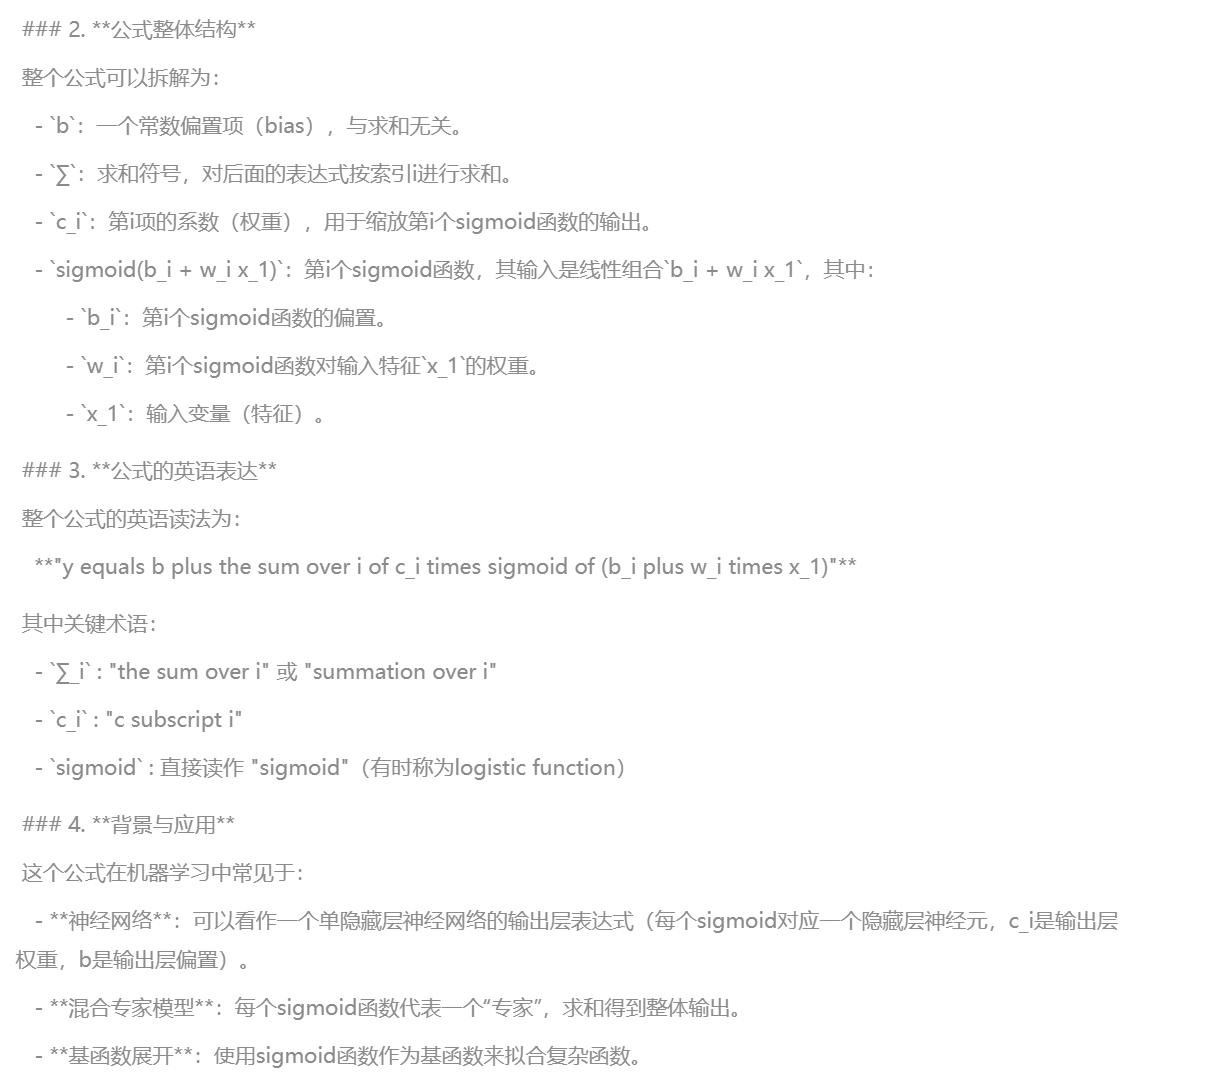 ### 2. **公式整体结构**
整个公式可以拆解为：
- `b`：一个常数偏置项（bias），与求和无关。
- `∑`：求和符号，对后面的表达式按索引i进行求和。
- `c_i`：第i项的系数（权重），用于缩放第i个sigmoid函数的输出。
- `sigmoid(b_i + w_i x_1)`：第i个sigmoid函数，其输入是线性组合`b_i + w_i x_1`，其中：
- `b_i`：第i个sigmoid函数的偏置。
- `w_i`：第i个sigmoid函数对输入特征`x_1`的权重。
- `x_1`：输入变量（特征）。
### 3. **公式的英语表达**
整个公式的英语读法为：
**"y equals b plus the sum over i of c_i times sigmoid of (b_i plus w_i times x_1)"**
其中关键术语：
- `∑_i` : "the sum over i" 或 "summation over i"
- `c_i` : "c subscript i"
- `sigmoid` : 直接读作 "sigmoid"（有时称为logistic function）
### 4. **背景与应用**
这个公式在机器学习中常见于：
- **神经网络**：可以看作一个单隐藏层神经网络的输出层表达式（每个sigmoid对应一个隐藏层神经元，c_i是输出层
权重，b是输出层偏置）。
- **混合专家模型**：每个sigmoid函数代表一个“专家”，求和得到整体输出。
- **基函数展开**：使用sigmoid函数作为基函数来拟合复杂函数。